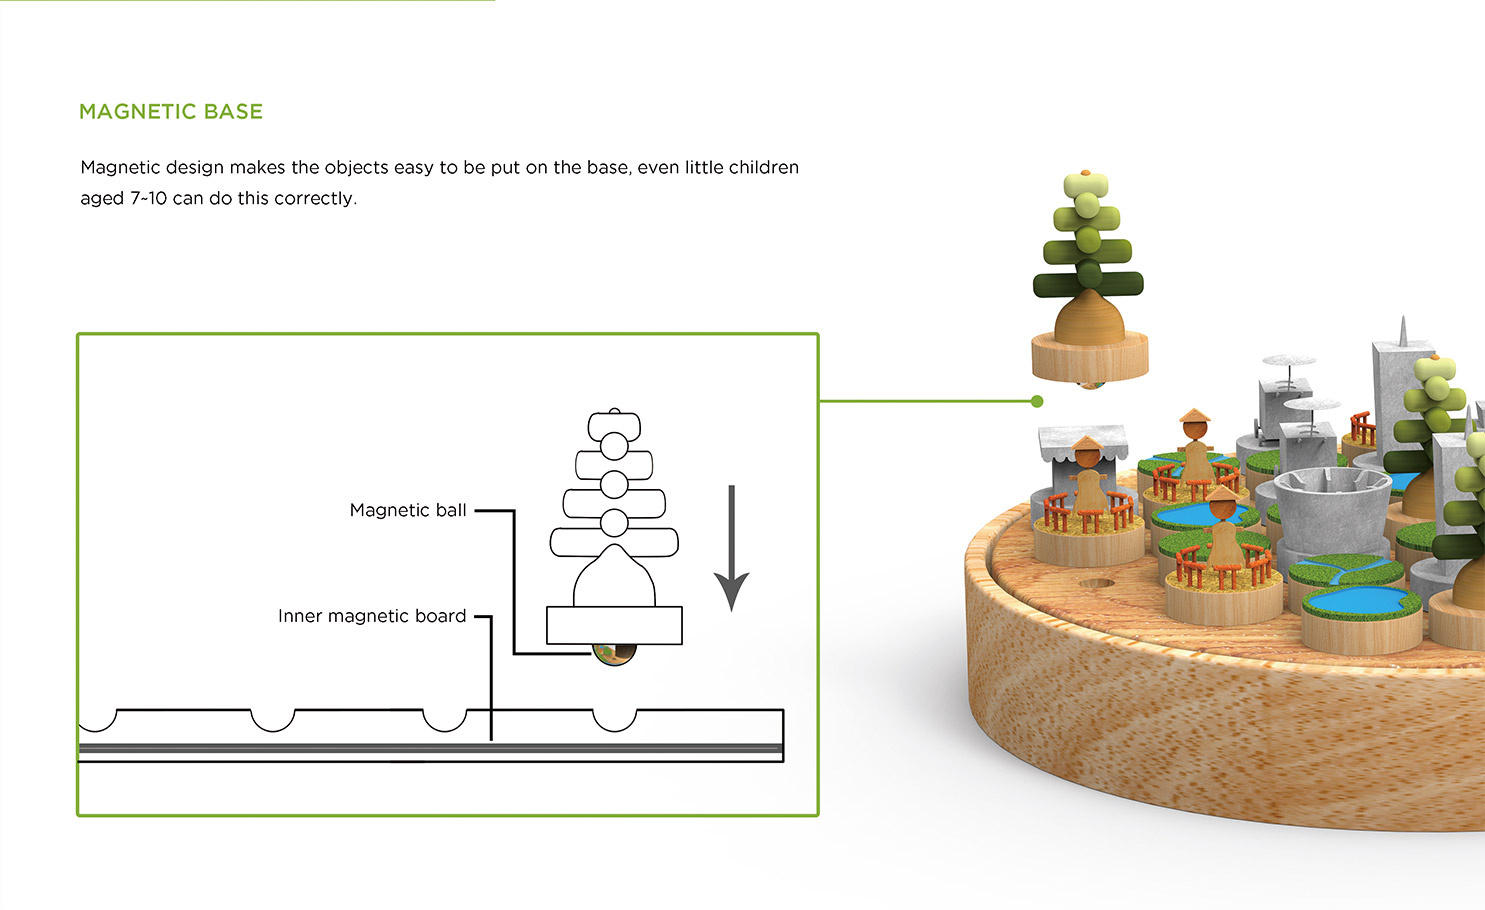 MAGNETIC BASE
Magnetic design makes the objects easy to be put on the base, even little children
aged 7~10 can do this correctly.
Magnetic ball
Inner magnetic board